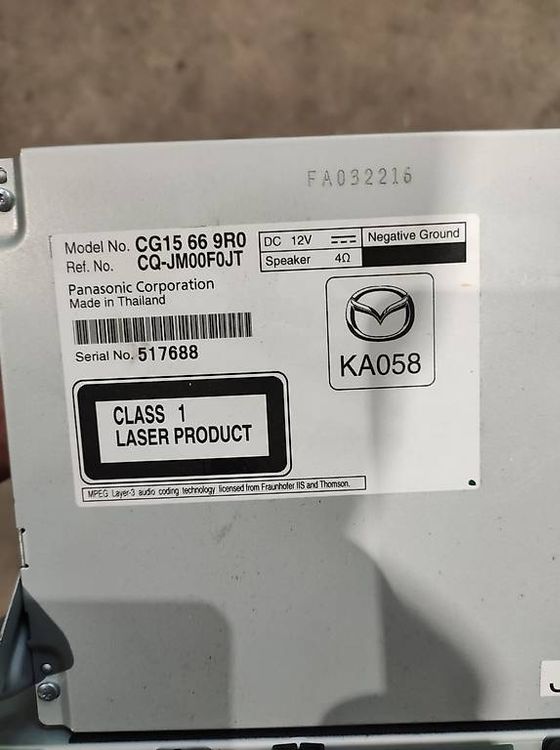 FA032216
Model No. CG15 66 9R0
Ref. No. CQ-JM00F0JT
DC 12V Negative Ground
Speaker 4Ω
Panasonic Corporation
Made in Thailand
Serial No. 517688
KA058
CLASS 1
LASER PRODUCT
MPEG Layer-3 audio coding technology licensed from Fraunhofer IIS and Thomson.